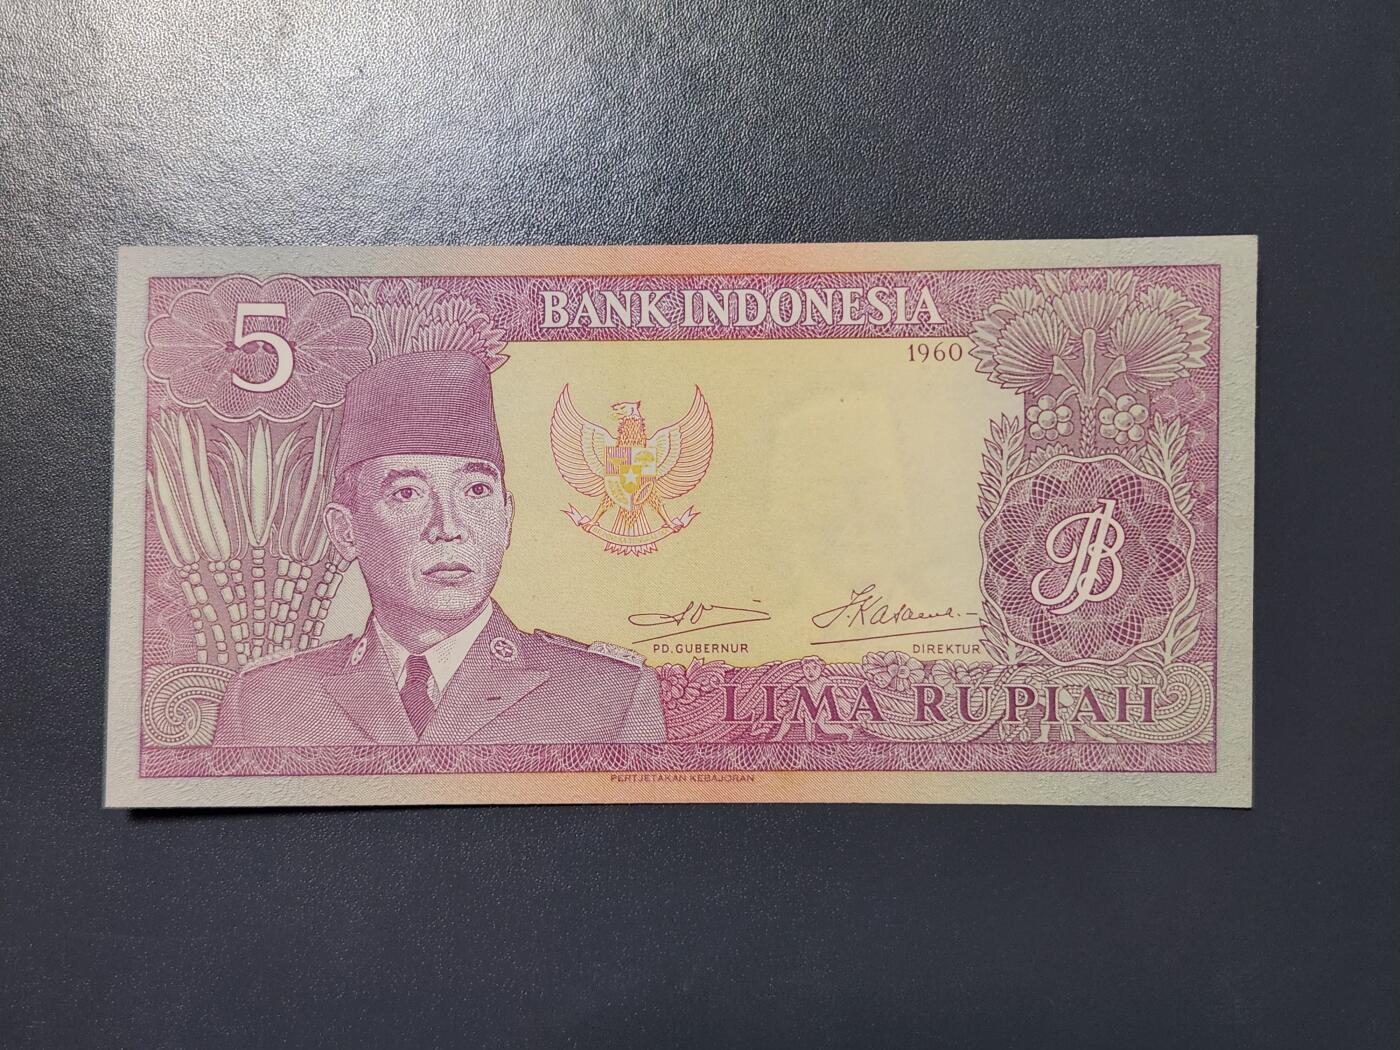 5
BANK INDONESIA
1960
PD. GUBERNUR
DIREKTUR
LIMA RUPIAH
PERTJETAKAN KEBAJORAN